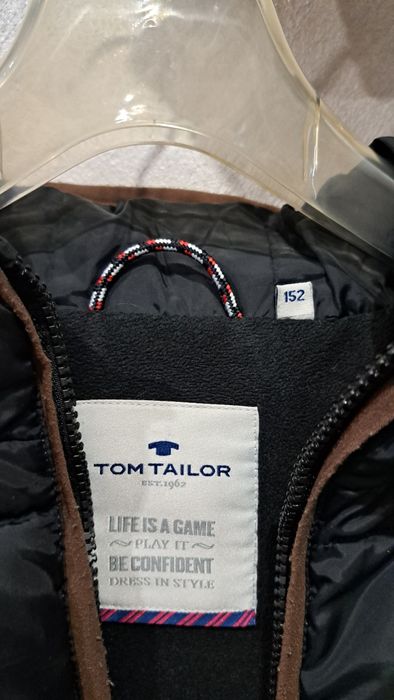 152
TOM TAILOR
EST.1962
LIFE IS A GAME
PLAY IT
BE CONFIDENT
DRESS IN STYLE